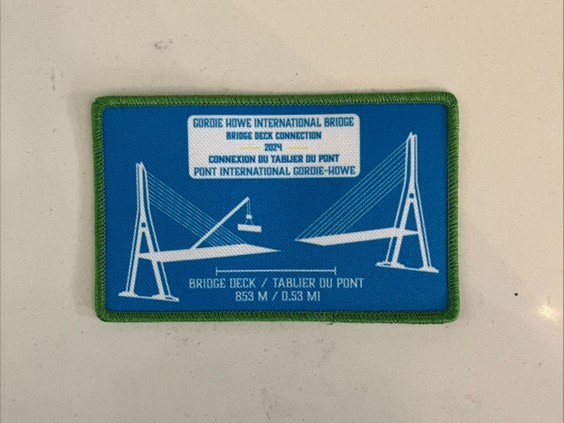 GORDIE HOWE INTERNATIONAL BRIDGE
BRIDGE DECK CONNECTION
2024
CONNEXION DU TABLIER DU PONT
PONT INTERNATIONAL GORDIE-HOWE
BRIDGE DECK / TABLIER DU PONT
853 M / 0.53 MI